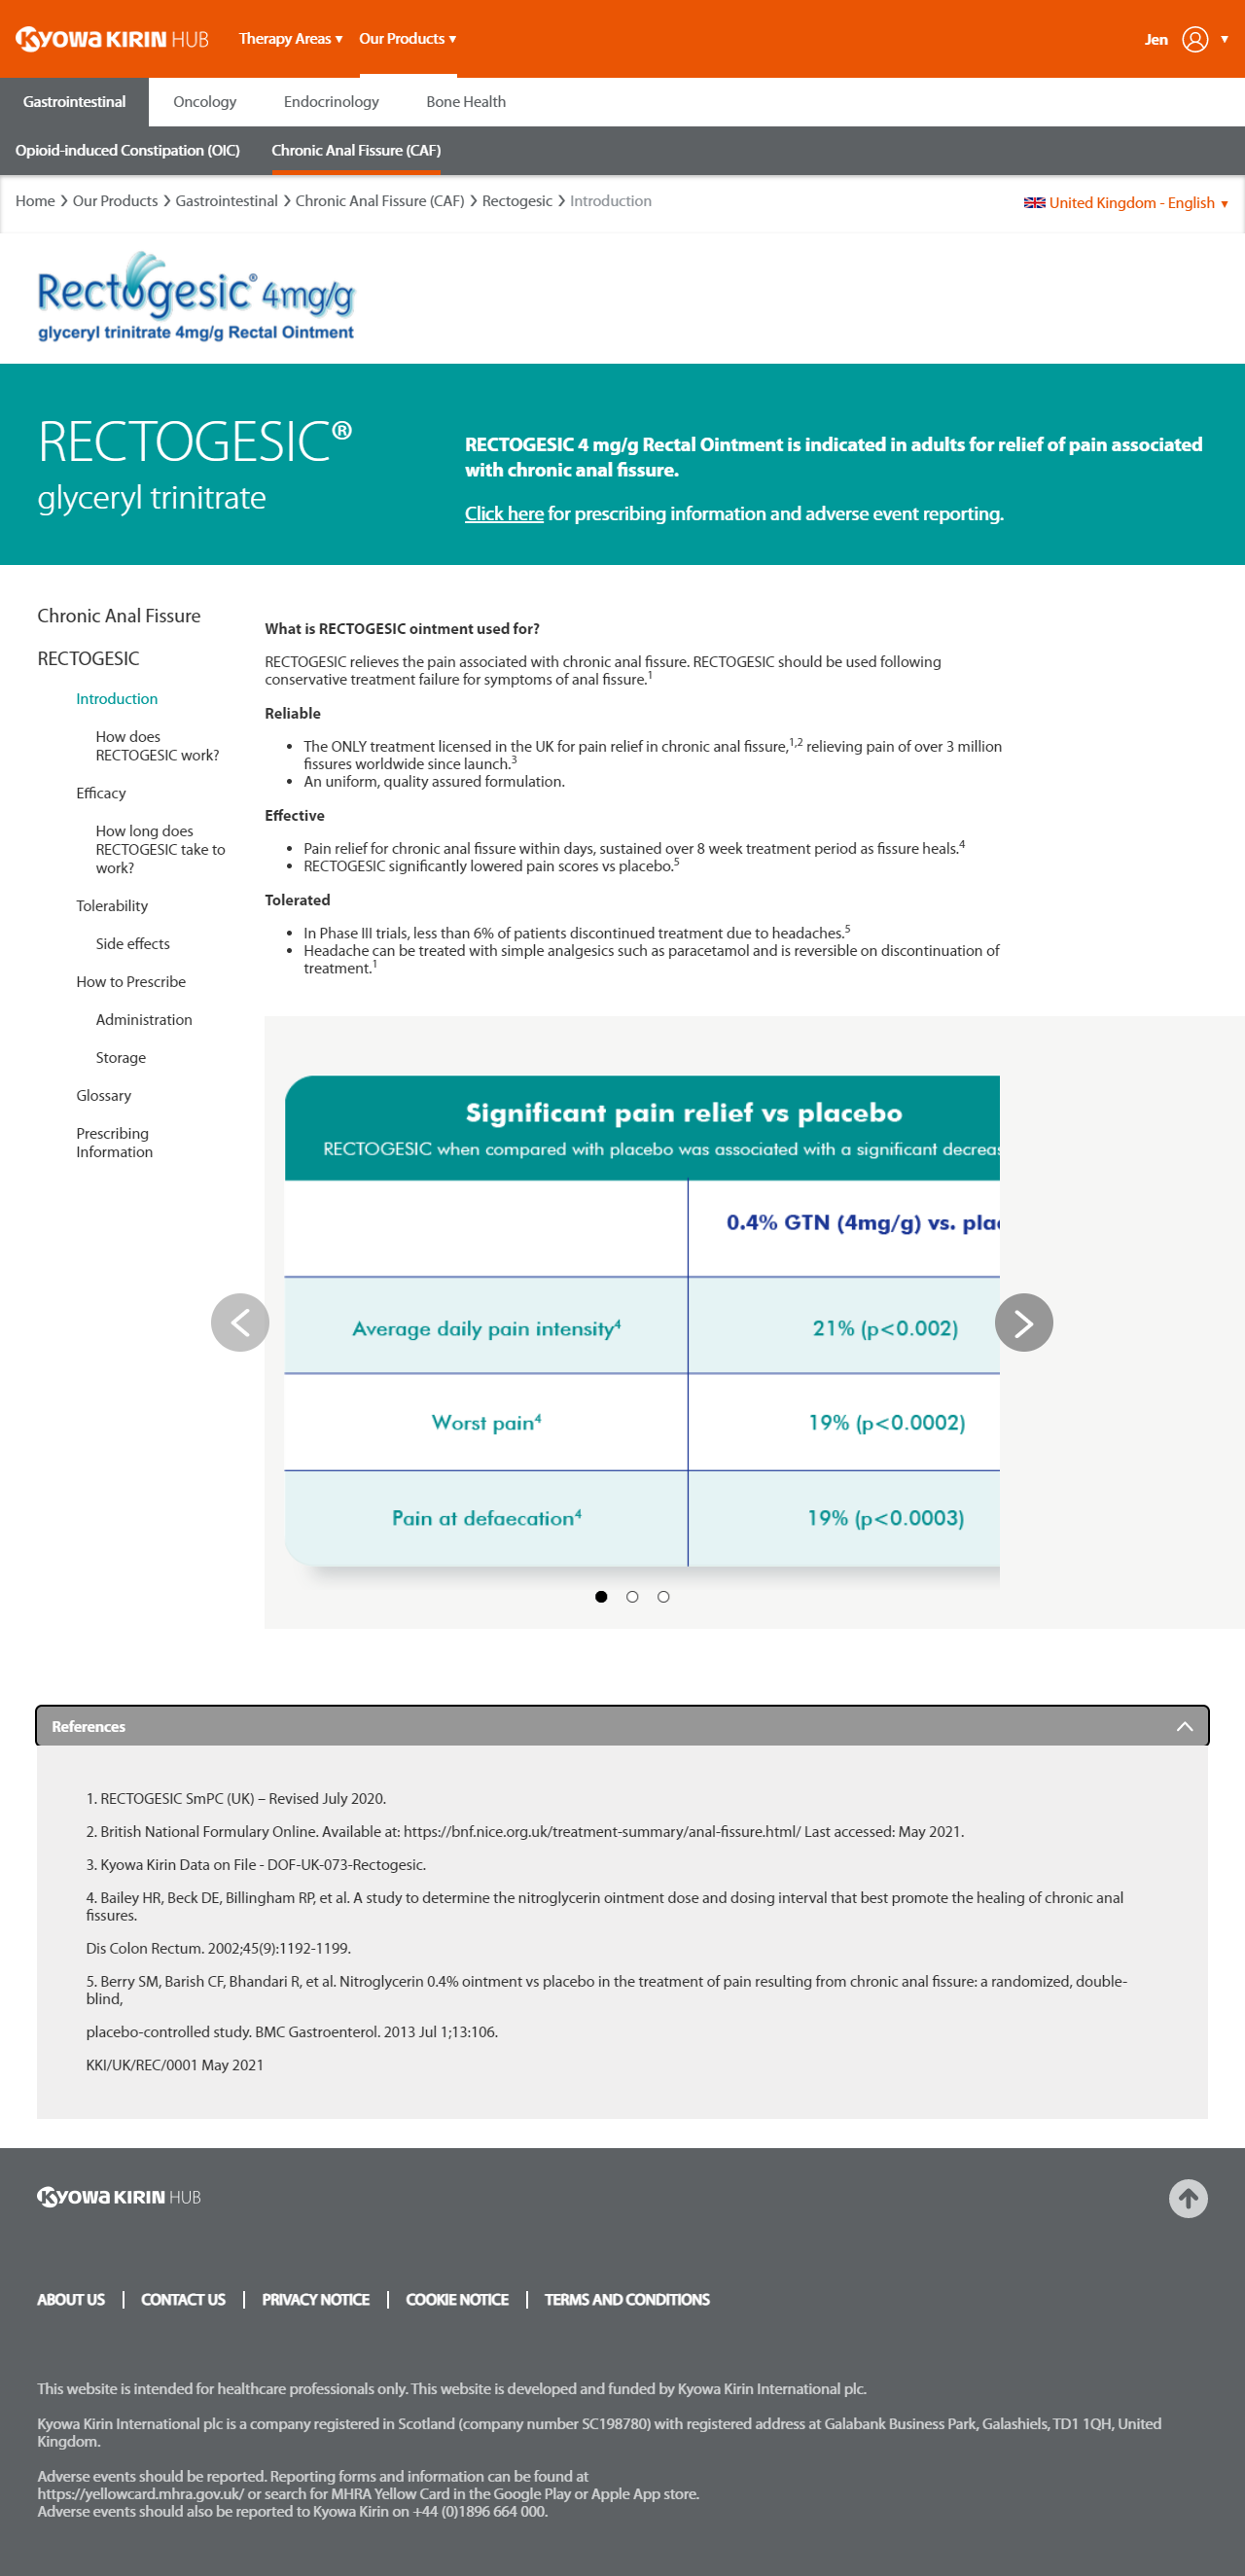 KYOWA KIRIN HUB
Therapy Areas ▼ Our Products ▼
Jen ▼
Gastrointestinal Oncology Endocrinology Bone Health
Opioid-induced Constipation (OIC) Chronic Anal Fissure (CAF)
Home > Our Products > Gastrointestinal > Chronic Anal Fissure (CAF) > Rectogesic > Introduction
United Kingdom - English ▼
Rectogesic® 4mg/g
glyceryl trinitrate 4mg/g Rectal Ointment
RECTOGESIC®
glyceryl trinitrate
RECTOGESIC 4 mg/g Rectal Ointment is indicated in adults for relief of pain associated
with chronic anal fissure.
Click here for prescribing information and adverse event reporting.
Chronic Anal Fissure
RECTOGESIC
Introduction
How does
RECTOGESIC work?
Efficacy
How long does
RECTOGESIC take to
work?
Tolerability
Side effects
How to Prescribe
Administration
Storage
Glossary
Prescribing
Information
What is RECTOGESIC ointment used for?
RECTOGESIC relieves the pain associated with chronic anal fissure. RECTOGESIC should be used following
conservative treatment failure for symptoms of anal fissure.1
Reliable
• The ONLY treatment licensed in the UK for pain relief in chronic anal fissure,1,2 relieving pain of over 3 million
fissures worldwide since launch.3
• An uniform, quality assured formulation.
Effective
• Pain relief for chronic anal fissure within days, sustained over 8 week treatment period as fissure heals.4
• RECTOGESIC significantly lowered pain scores vs placebo.5
Tolerated
• In Phase III trials, less than 6% of patients discontinued treatment due to headaches.5
• Headache can be treated with simple analgesics such as paracetamol and is reversible on discontinuation of
treatment.1
Significant pain relief vs placebo
RECTOGESIC when compared with placebo was associated with a significant decreas
0.4% GTN (4mg/g) vs. plac
Average daily pain intensity4 21% (p<0.002)
Worst pain4 19% (p<0.0002)
Pain at defaecation4 19% (p<0.0003)
References
1. RECTOGESIC SmPC (UK) – Revised July 2020.
2. British National Formulary Online. Available at: https://bnf.nice.org.uk/treatment-summary/anal-fissure.html/ Last accessed: May 2021.
3. Kyowa Kirin Data on File - DOF-UK-073-Rectogesic.
4. Bailey HR, Beck DE, Billingham RP, et al. A study to determine the nitroglycerin ointment dose and dosing interval that best promote the healing of chronic anal
fissures.
Dis Colon Rectum. 2002;45(9):1192-1199.
5. Berry SM, Barish CF, Bhandari R, et al. Nitroglycerin 0.4% ointment vs placebo in the treatment of pain resulting from chronic anal fissure: a randomized, double-
blind,
placebo-controlled study. BMC Gastroenterol. 2013 Jul 1;13:106.
KKI/UK/REC/0001 May 2021
KYOWA KIRIN HUB
ABOUT US | CONTACT US | PRIVACY NOTICE | COOKIE NOTICE | TERMS AND CONDITIONS
This website is intended for healthcare professionals only. This website is developed and funded by Kyowa Kirin International plc.
Kyowa Kirin International plc is a company registered in Scotland (company number SC198780) with registered address at Galabank Business Park, Galashiels, TD1 1QH, United
Kingdom.
Adverse events should be reported. Reporting forms and information can be found at
https://yellowcard.mhra.gov.uk/ or search for MHRA Yellow Card in the Google Play or Apple App store.
Adverse events should also be reported to Kyowa Kirin on +44 (0)1896 664 000.